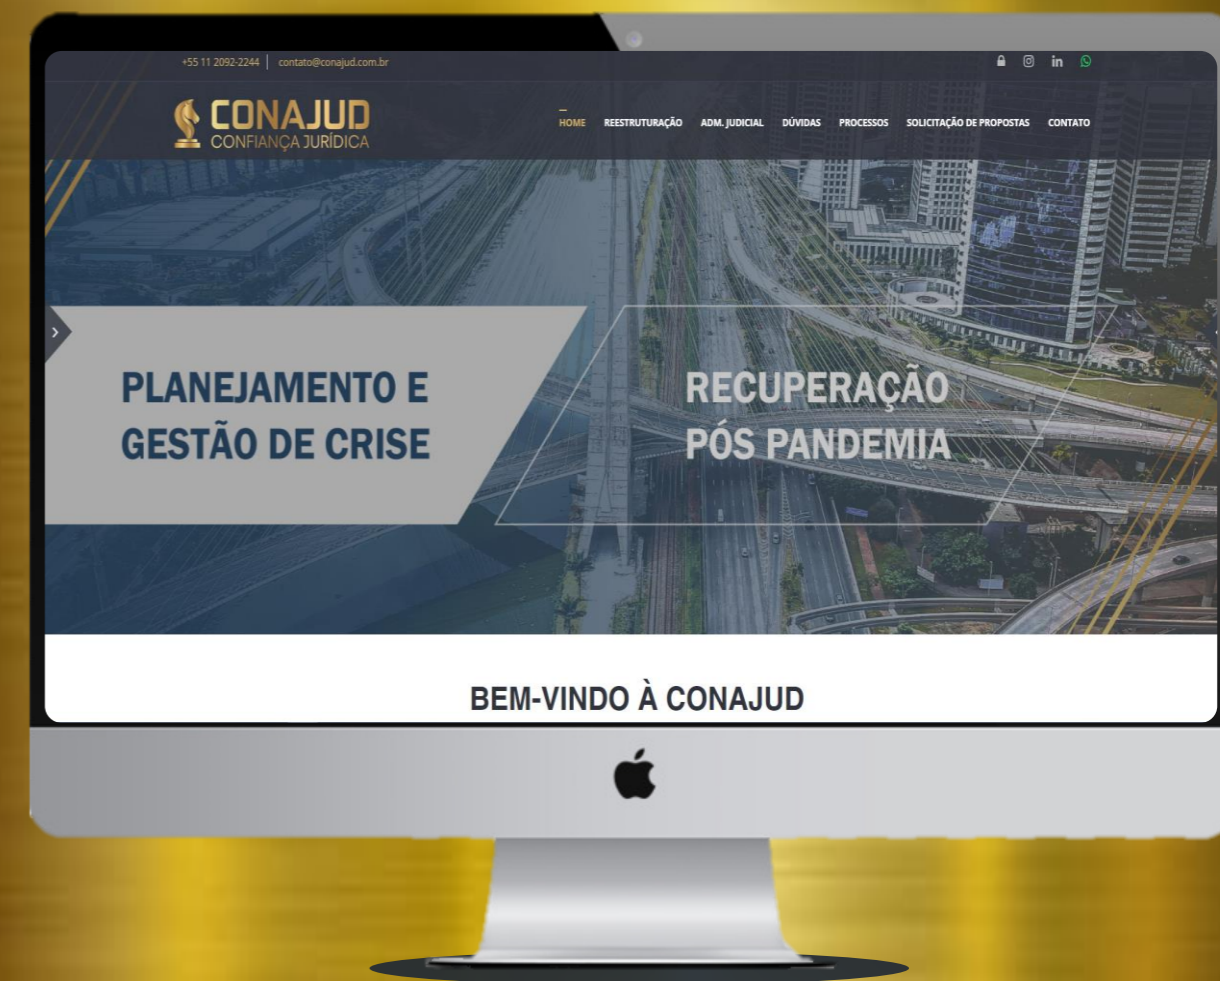 +55 11 2092-2244 | contato@conajud.com.br
in
CONAJUD
CONFIANÇA JURÍDICA
HOME REESTRUTURAÇÃO ADM. JUDICIAL DÚVIDAS PROCESSOS SOLICITAÇÃO DE PROPOSTAS CONTATO
PLANEJAMENTO E
GESTÃO DE CRISE
RECUPERAÇÃO
PÓS PANDEMIA
BEM-VINDO À CONAJUD